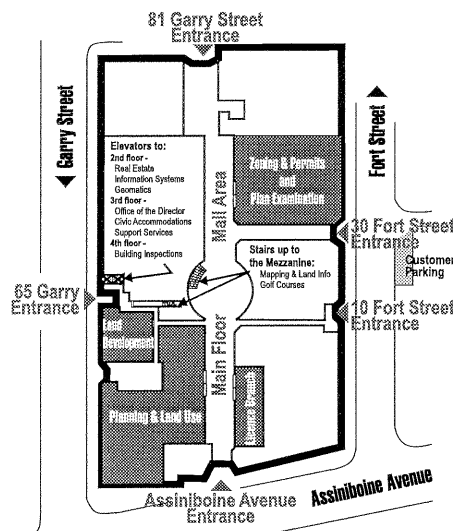 81 Garry Street
Entrance
Garry Street
Fort Street
Elevators to:
2nd floor -
Real Estate
Information Systems
Geomatics
3rd floor -
Office of the Director
Civic Accommodations
Support Services
4th floor -
Building Inspections
Mall Area
Zoning & Permits
and
Plan Examination
30 Fort Street
Entrance
Customer
Parking
Stairs up to
the Mezzanine:
Mapping & Land Info
Golf Courses
65 Garry
Entrance
10 Fort Street
Entrance
Land
Development
Main Floor
Planning & Land Use
License Branch
Assiniboine Avenue
Entrance
Assiniboine Avenue